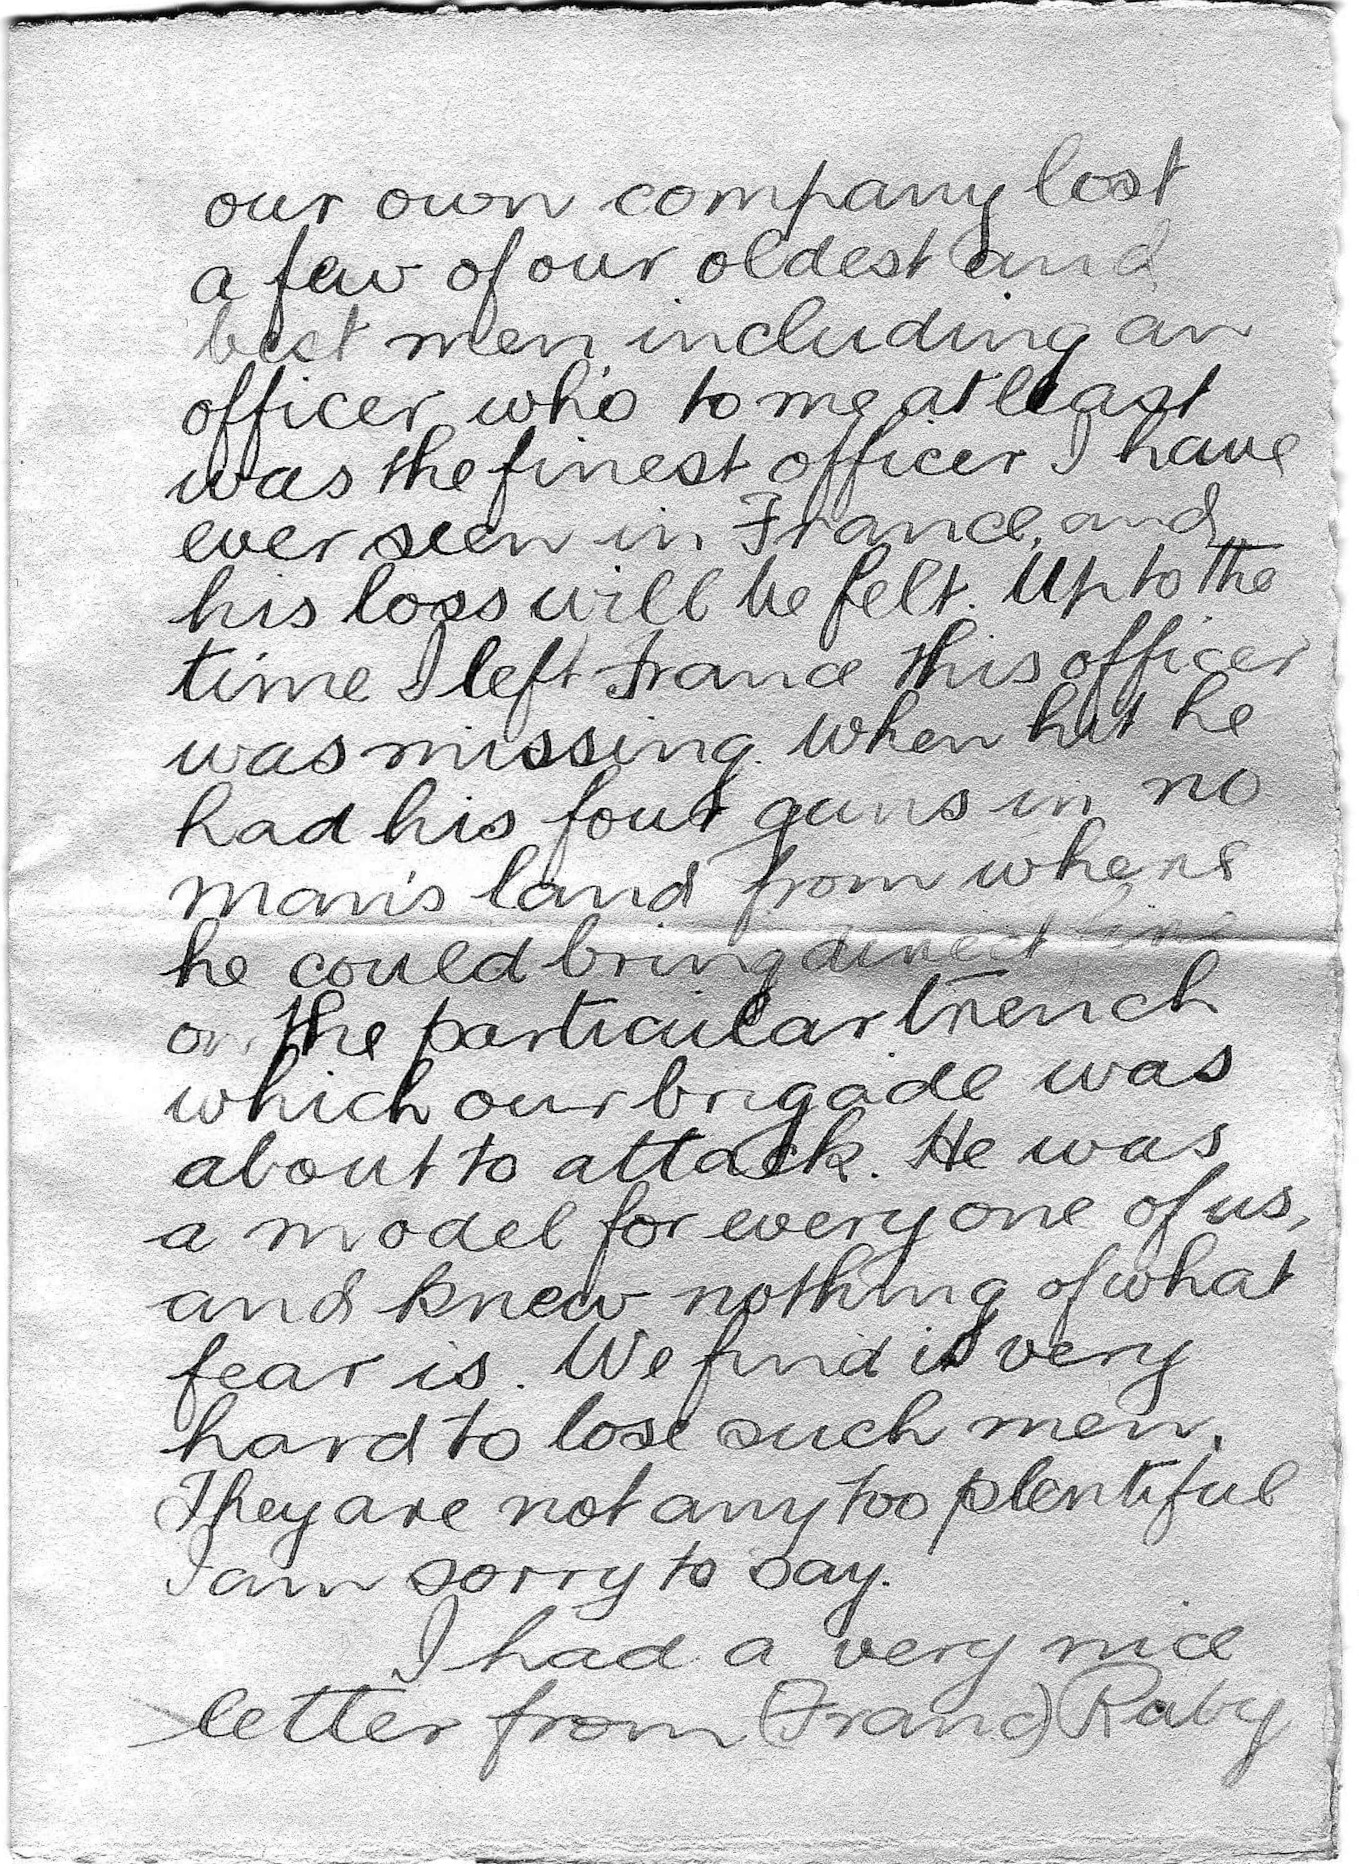 our own company lost
a few of our oldest and
best men including an
officer who to me at least
was the finest officer I have
ever seen in France, and
his loss will be felt. Up to the
time I left France this officer
was missing. When hit he
had his four guns in no
man's land from where
he could bring direct fire
on the particular trench
which our brigade was
about to attack. He was
a model for every one of us,
and knew nothing of what
fear is. We find it very
hard to lose such men.
They are not any too plentiful
I am sorry to say.
I had a very nice
letter from (Franc) Ruby